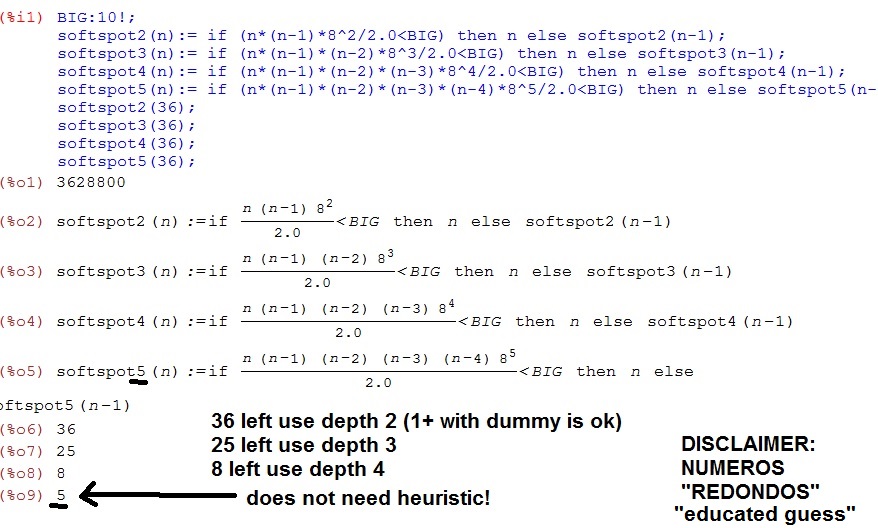 (%i1) BIG:10!;
softspot2(n):= if (n*(n-1)*8^2/2.0<BIG) then n else softspot2(n-1);
softspot3(n):= if (n*(n-1)*(n-2)*8^3/2.0<BIG) then n else softspot3(n-1);
softspot4(n):= if (n*(n-1)*(n-2)*(n-3)*8^4/2.0<BIG) then n else softspot4(n-1);
softspot5(n):= if (n*(n-1)*(n-2)*(n-3)*(n-4)*8^5/2.0<BIG) then n else softspot5(n-
softspot2(36);
softspot3(36);
softspot4(36);
softspot5(36);
(%o1) 3628800
(%o2) softspot2(n):=if n (n-1) 8^2 / 2.0 <BIG then n else softspot2(n-1)
(%o3) softspot3(n):=if n (n-1) (n-2) 8^3 / 2.0 <BIG then n else softspot3(n-1)
(%o4) softspot4(n):=if n (n-1) (n-2) (n-3) 8^4 / 2.0 <BIG then n else softspot4(n-1)
(%o5) softspot5(n):=if n (n-1) (n-2) (n-3) (n-4) 8^5 / 2.0 <BIG then n else
oftspot5(n-1)
(%o6) 36
(%o7) 25
(%o8) 8
(%o9) 5
36 left use depth 2 (1+ with dummy is ok)
25 left use depth 3
8 left use depth 4
does not need heuristic!
DISCLAIMER:
NUMEROS
"REDONDOS"
"educated guess"